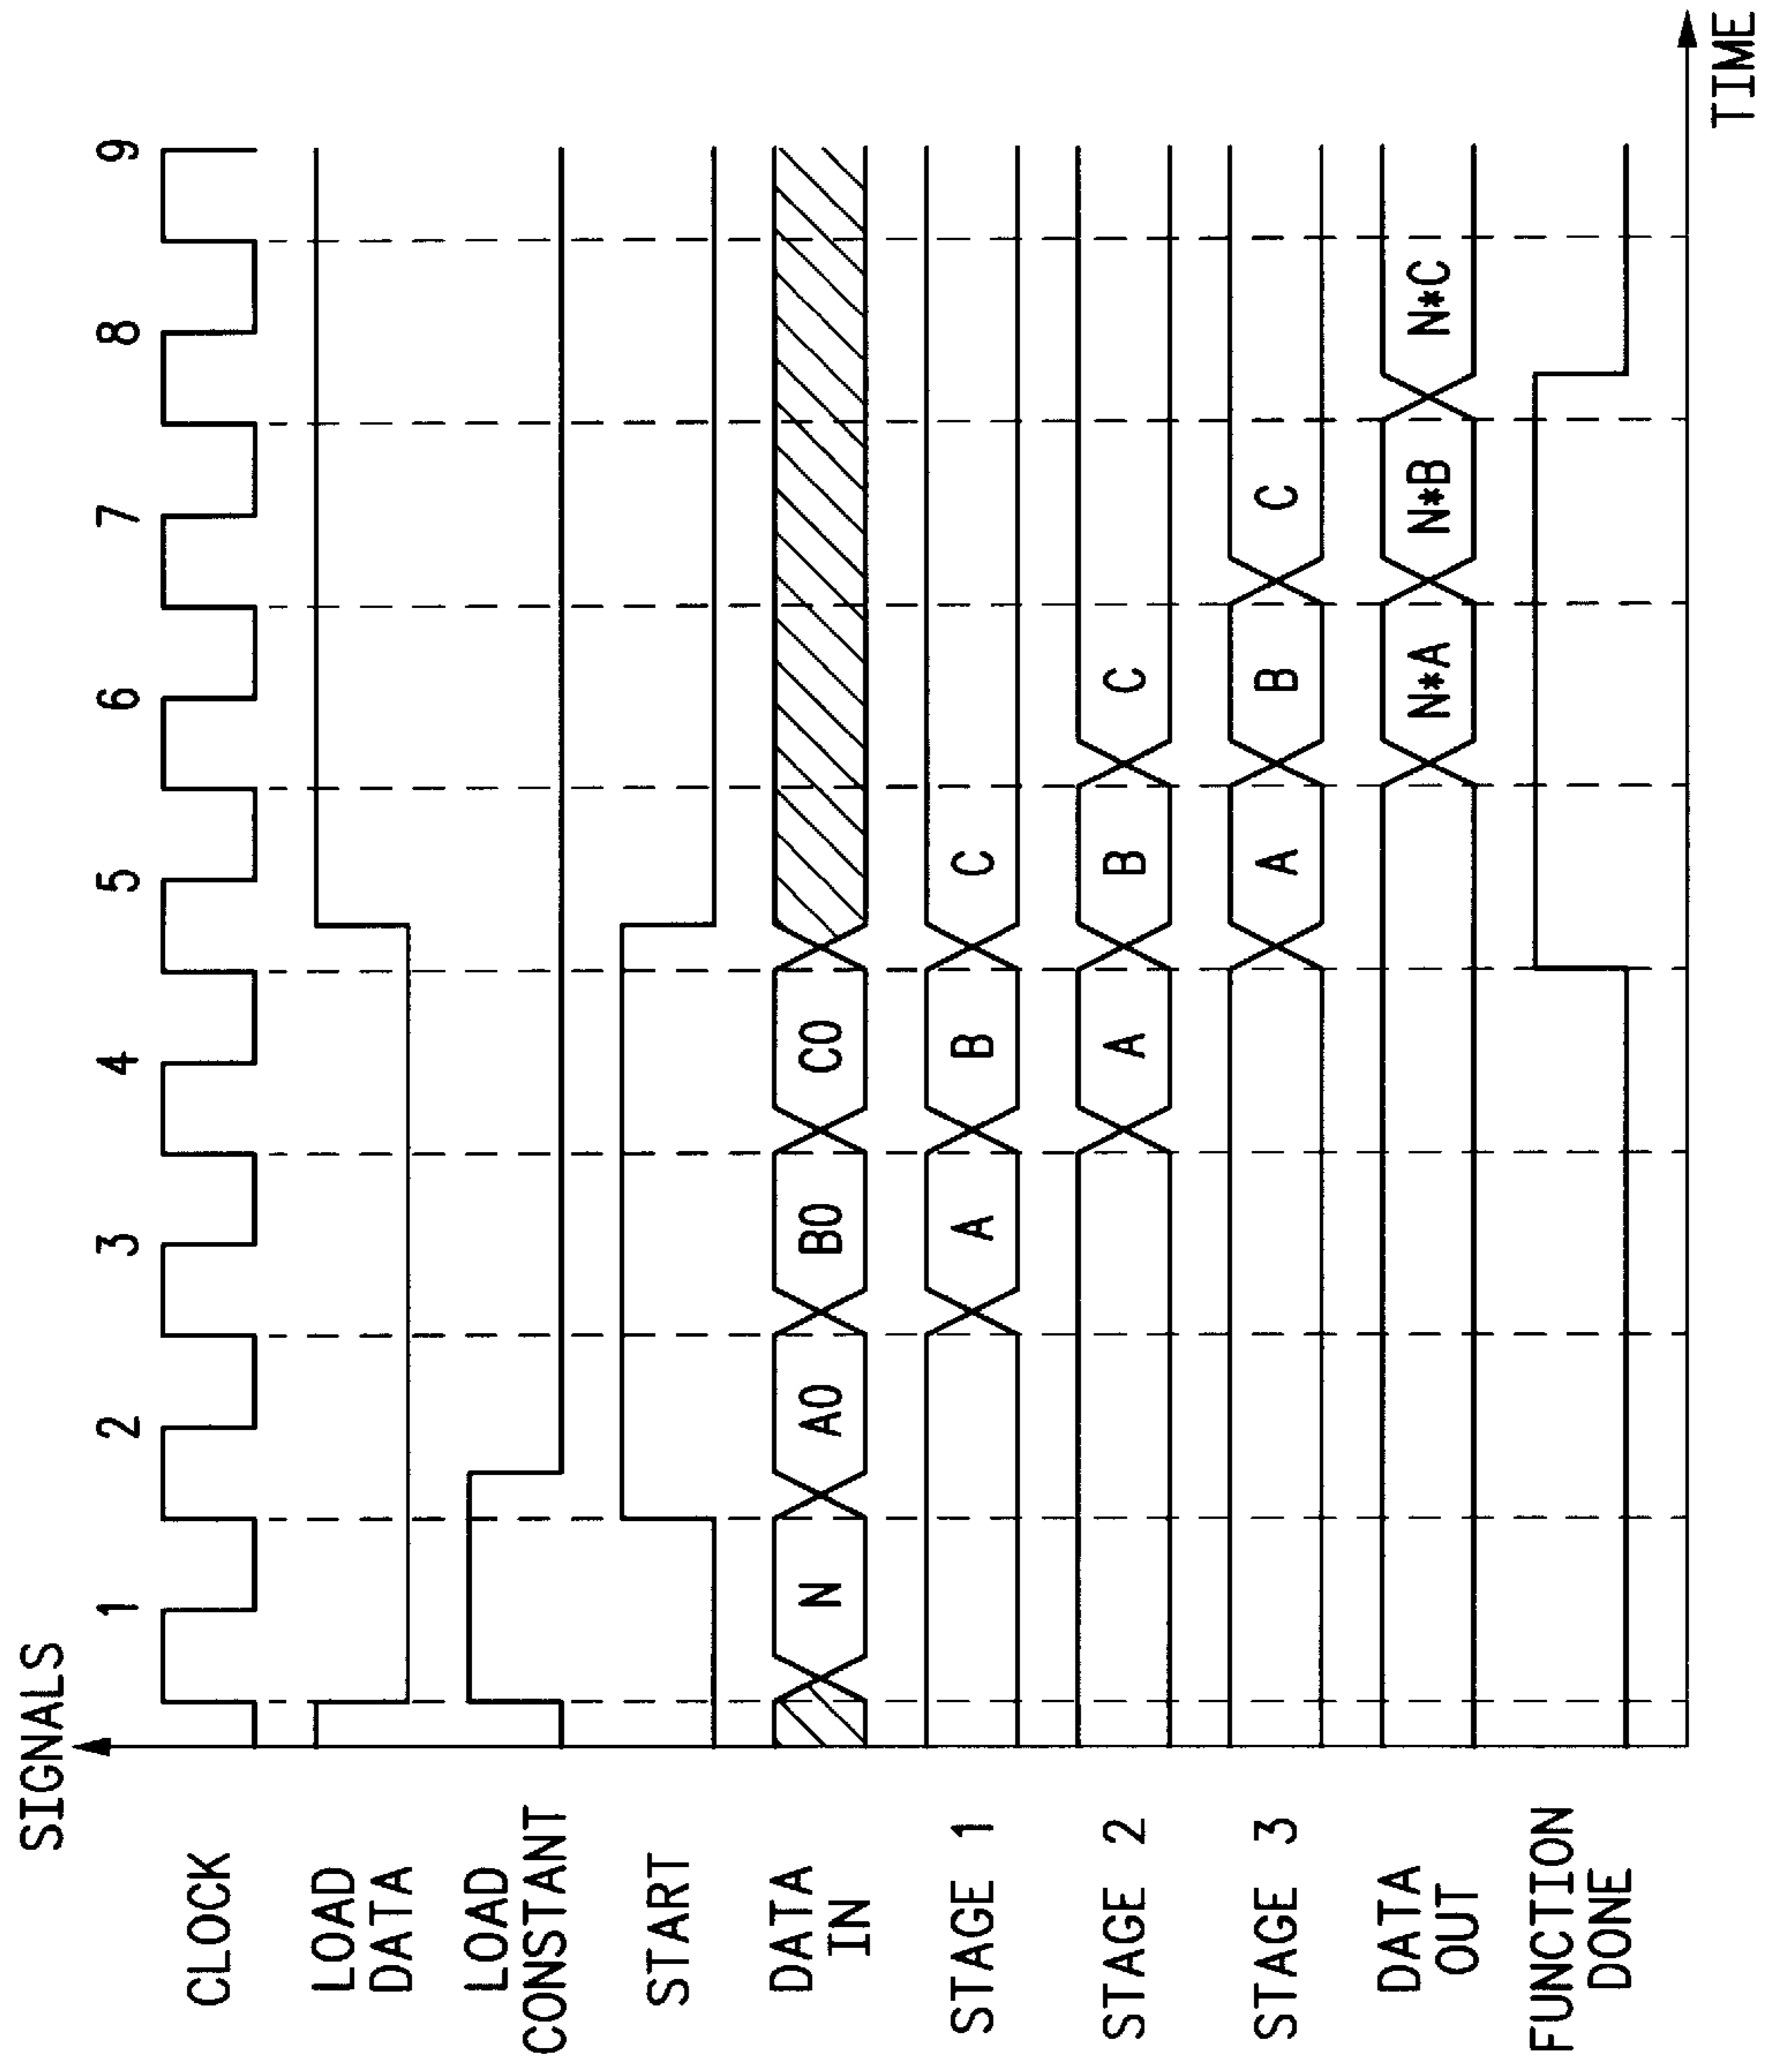 SIGNALS
1 2 3 4 5 6 7 8 9
CLOCK
LOAD
DATA
LOAD
CONSTANT
START
DATA
IN
N A0 B0 C0
STAGE 1
A B C
STAGE 2
A B C
STAGE 3
A B C
DATA
OUT
N*A N*B N*C
FUNCTION
DONE
TIME